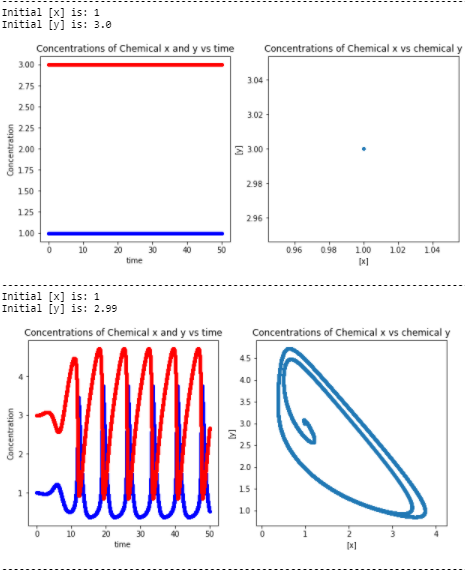 Initial [x] is: 1
Initial [y] is: 3.0
Concentrations of Chemical x and y vs time
3.00
2.75
2.50
2.25
2.00
1.75
1.50
1.25
1.00
Concentration
0 10 20 30 40 50
time
Concentrations of Chemical x vs chemical y
3.04
3.02
3.00
2.98
2.96
[y]
0.96 0.98 1.00 1.02 1.04
[x]
Initial [x] is: 1
Initial [y] is: 2.99
Concentrations of Chemical x and y vs time
4
3
2
1
Concentration
0 10 20 30 40 50
time
Concentrations of Chemical x vs chemical y
4.5
4.0
3.5
3.0
2.5
2.0
1.5
1.0
[y]
0 1 2 3 4
[x]